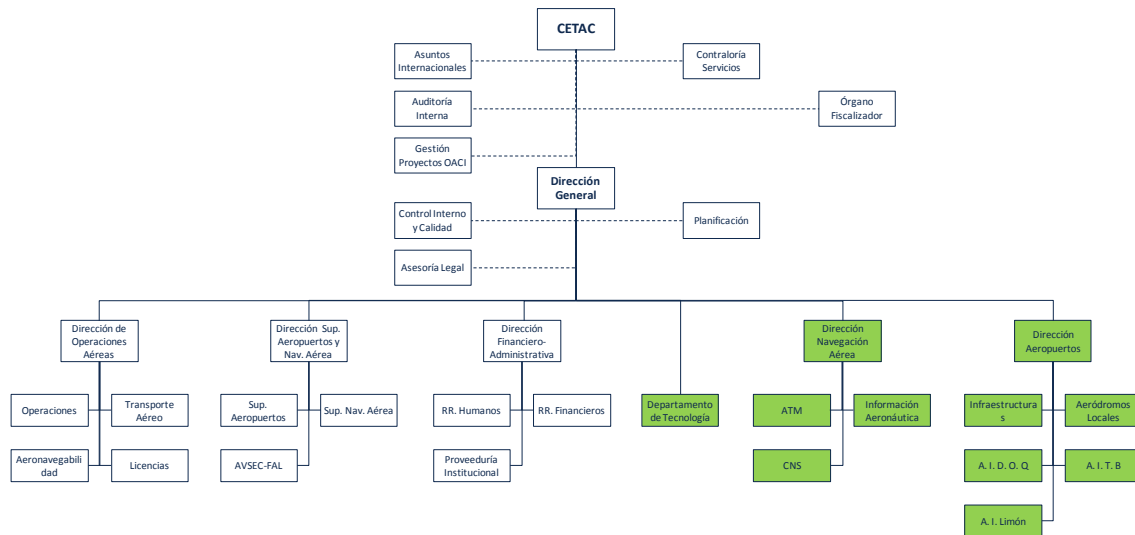 CETAC
Asuntos
Internacionales
Contraloría
Servicios
Auditoría
Interna
Órgano
Fiscalizador
Gestión
Proyectos OACI
Dirección
General
Control Interno
y Calidad
Planificación
Asesoría Legal
Dirección de
Operaciones
Aéreas
Dirección Sup.
Aeropuertos y
Nav. Aérea
Dirección
Financiero-
Administrativa
Dirección
Navegación
Aérea
Dirección
Aeropuertos
Operaciones
Transporte
Aéreo
Sup.
Aeropuertos
Sup. Nav. Aérea
RR. Humanos
RR. Financieros
Departamento
de Tecnología
ATM
Información
Aeronáutica
Infraestructura
s
Aeródromos
Locales
Aeronavegabili
dad
Licencias
AVSEC-FAL
Proveeduría
Institucional
CNS
A. I. D. O. Q
A. I. T. B
A. I. Limón